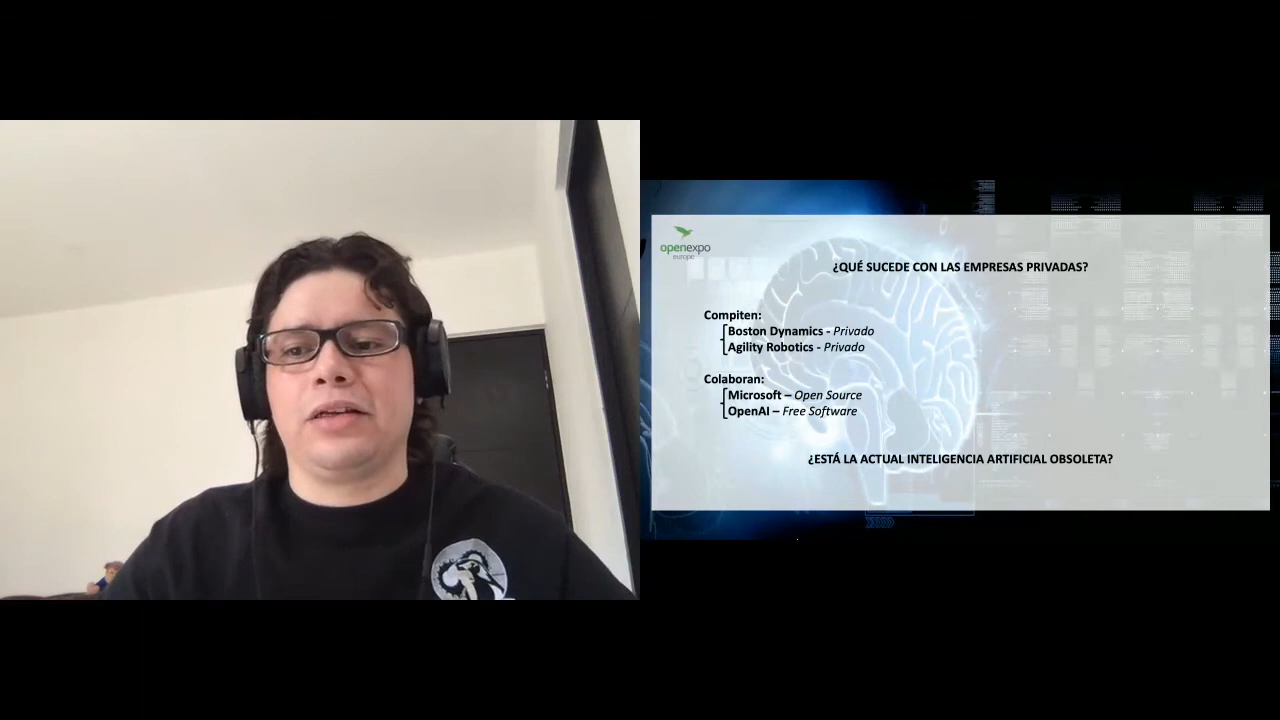 openexpo
europe
¿QUÉ SUCEDE CON LAS EMPRESAS PRIVADAS?
Compiten:
Boston Dynamics - Privado
Agility Robotics - Privado
Colaboran:
Microsoft – Open Source
OpenAI – Free Software
¿ESTÁ LA ACTUAL INTELIGENCIA ARTIFICIAL OBSOLETA?